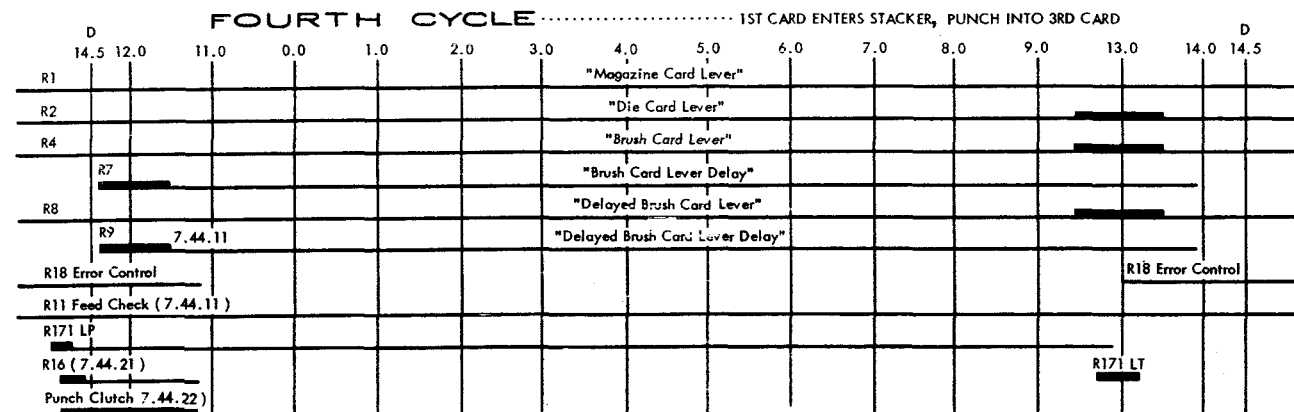 FOURTH CYCLE ............... 1ST CARD ENTERS STACKER, PUNCH INTO 3RD CARD
D D
14.5 12.0 11.0 0.0 1.0 2.0 3.0 4.0 5.0 6.0 7.0 8.0 9.0 13.0 14.0 14.5
R1 "Magazine Card Lever"
R2 "Die Card Lever"
R4 "Brush Card Lever"
R7 "Brush Card Lever Delay"
R8 "Delayed Brush Card Lever"
R9 7.44.11 "Delayed Brush Card Lever Delay"
R18 Error Control R18 Error Control
R11 Feed Check (7.44.11)
R171 LP
R16 (7.44.21) R171 LT
Punch Clutch 7.44.22)